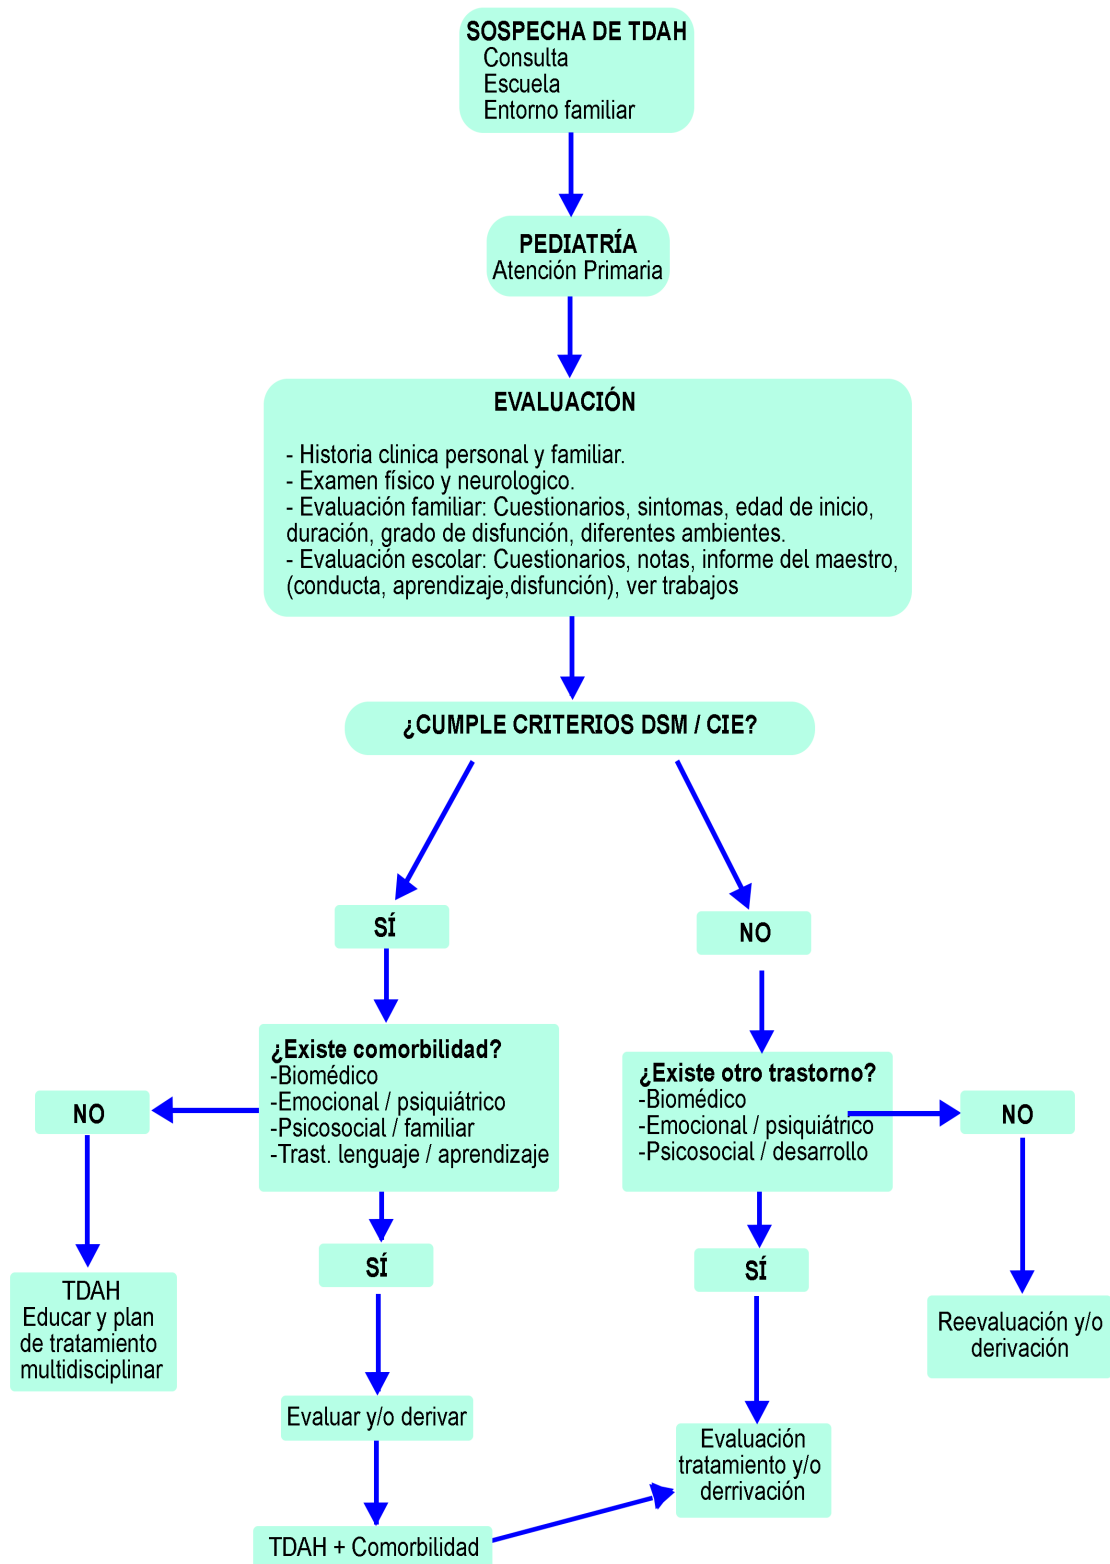 SOSPECHA DE TDAH
Consulta
Escuela
Entorno familiar
PEDIATRÍA
Atención Primaria
EVALUACIÓN
- Historia clinica personal y familiar.
- Examen físico y neurologico.
- Evaluación familiar: Cuestionarios, sintomas, edad de inicio,
duración, grado de disfunción, diferentes ambientes.
- Evaluación escolar: Cuestionarios, notas, informe del maestro,
(conducta, aprendizaje,disfunción), ver trabajos
¿CUMPLE CRITERIOS DSM / CIE?
SÍ
NO
¿Existe comorbilidad?
-Biomédico
-Emocional / psiquiátrico
-Psicosocial / familiar
-Trast. lenguaje / aprendizaje
¿Existe otro trastorno?
-Biomédico
-Emocional / psiquiátrico
-Psicosocial / desarrollo
NO
NO
SÍ
SÍ
TDAH
Educar y plan
de tratamiento
multidisciplinar
Reevaluación y/o
derivación
Evaluar y/o derivar
Evaluación
tratamiento y/o
derrivación
TDAH + Comorbilidad